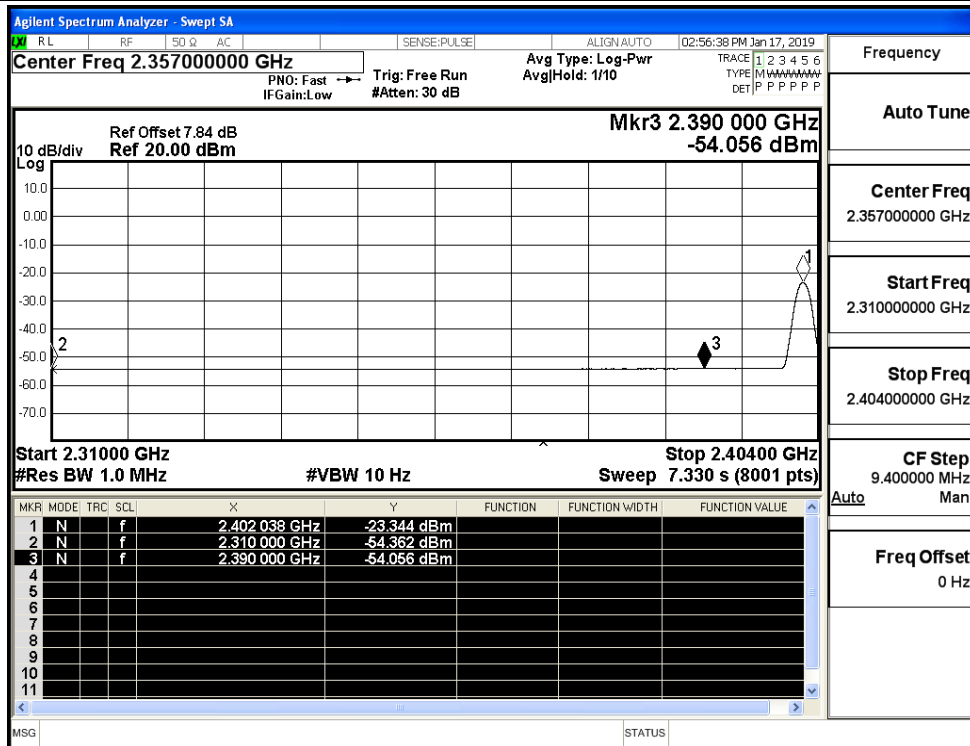 Agilent Spectrum Analyzer - Swept SA
LXI RL RF 50 Ω AC SENSE:PULSE ALIGN AUTO 02:56:38 PM Jan 17, 2019
Center Freq 2.357000000 GHz
PNO: Fast
IFGain:Low
Trig: Free Run
#Atten: 30 dB
Avg Type: Log-Pwr
Avg|Hold: 1/10
TRACE 1 2 3 4 5 6
TYPE M WWWWW
DET P P P P P P
Mkr3 2.390 000 GHz
-54.056 dBm
Ref Offset 7.84 dB
10 dB/div Ref 20.00 dBm
Log
10.0
0.00
-10.0
-20.0
-30.0
-40.0
-50.0
-60.0
-70.0
1
2
3
Start 2.31000 GHz Stop 2.40400 GHz
#Res BW 1.0 MHz #VBW 10 Hz Sweep 7.330 s (8001 pts)
MKR MODE TRC SCL X Y FUNCTION FUNCTION WIDTH FUNCTION VALUE
1 N f 2.402 038 GHz -23.344 dBm
2 N f 2.310 000 GHz -54.362 dBm
3 N f 2.390 000 GHz -54.056 dBm
4
5
6
7
8
9
10
11
MSG STATUS
Frequency
Auto Tune
Center Freq
2.357000000 GHz
Start Freq
2.310000000 GHz
Stop Freq
2.404000000 GHz
CF Step
9.400000 MHz
Auto Man
Freq Offset
0 Hz